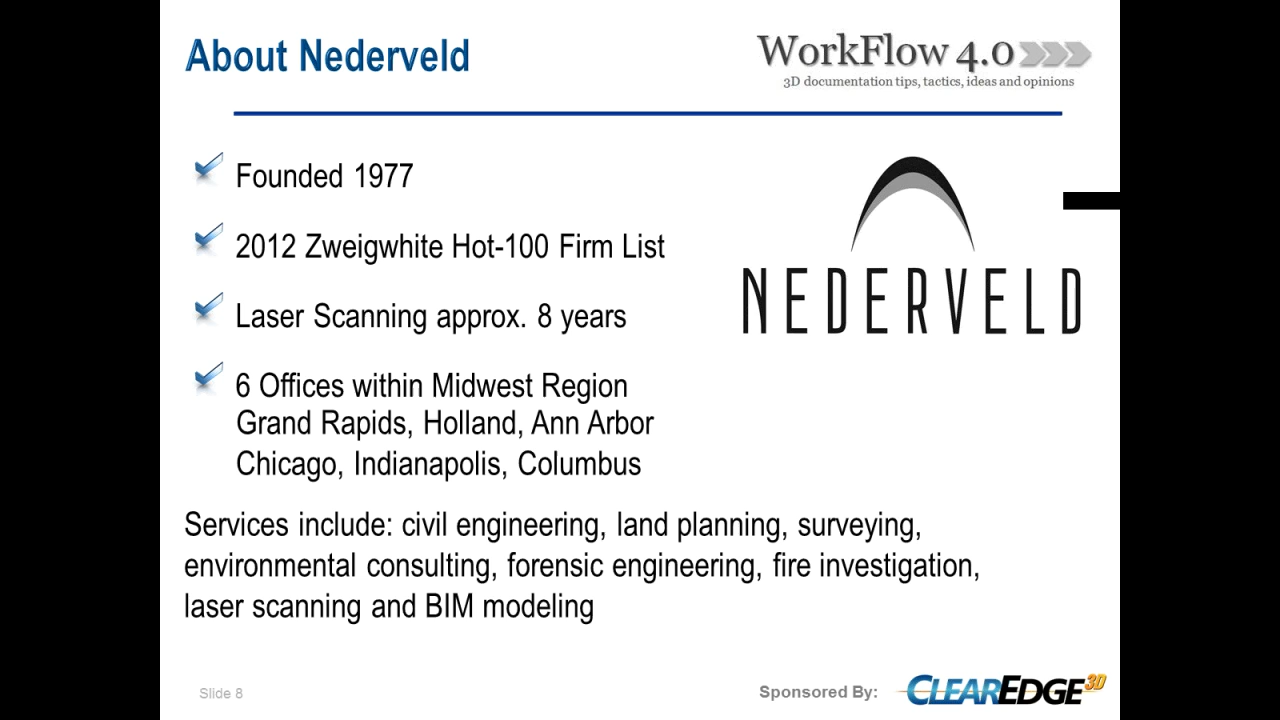 About Nederveld
WorkFlow 4.0
3D documentation tips, tactics, ideas and opinions
Founded 1977
2012 Zweigwhite Hot-100 Firm List
Laser Scanning approx. 8 years
6 Offices within Midwest Region
Grand Rapids, Holland, Ann Arbor
Chicago, Indianapolis, Columbus
NEDERVELD
Services include: civil engineering, land planning, surveying,
environmental consulting, forensic engineering, fire investigation,
laser scanning and BIM modeling
Slide 8
Sponsored By:
CLEAREDGE 3D